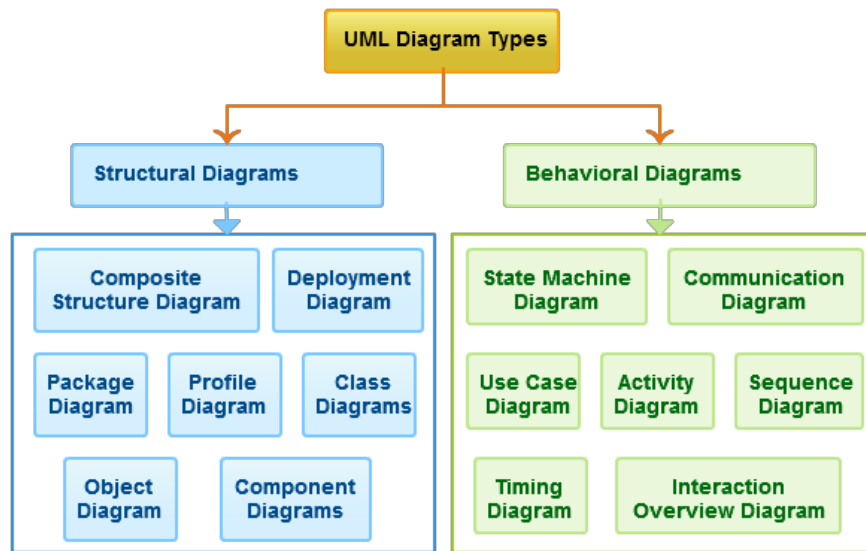 UML Diagram Types
Structural Diagrams
Behavioral Diagrams
Composite
Structure Diagram
Deployment
Diagram
Package
Diagram
Profile
Diagram
Class
Diagrams
Object
Diagram
Component
Diagrams
State Machine
Diagram
Communication
Diagram
Use Case
Diagram
Activity
Diagram
Sequence
Diagram
Timing
Diagram
Interaction
Overview Diagram